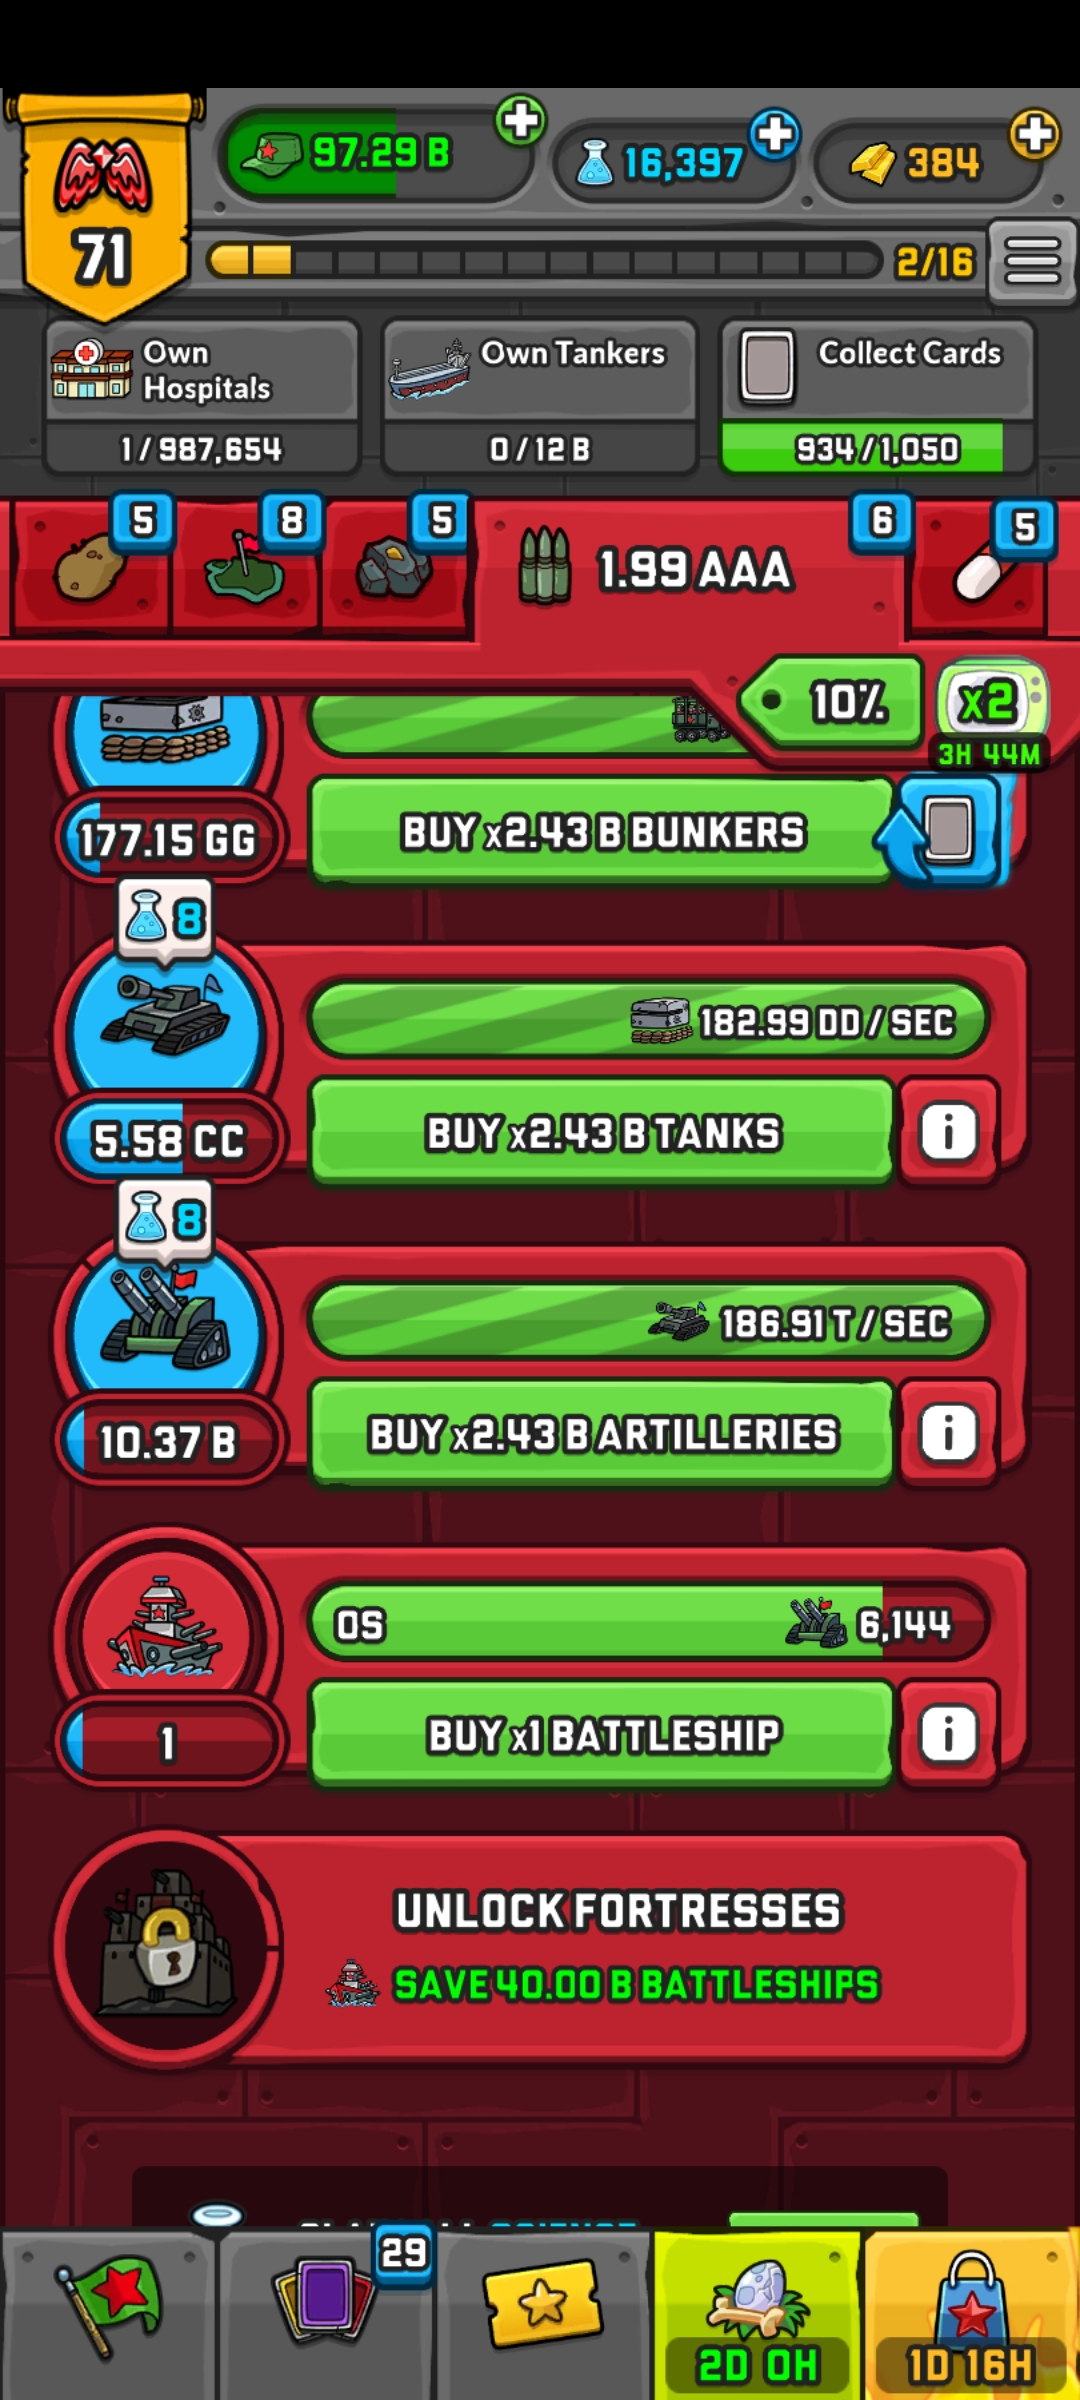 97.29 B
16,397
384
71
2/16
Own Hospitals
1/987,654
Own Tankers
0/12 B
Collect Cards
934/1,050
5
8
5
1.99 AAA
6
5
10%
x2
3H 44M
177.15 GG
BUY x2.43 B BUNKERS
8
182.99 DD / SEC
5.58 CC
BUY x2.43 B TANKS
i
8
186.91 T / SEC
10.37 B
BUY x2.43 B ARTILLERIES
i
0S
6,144
1
BUY x1 BATTLESHIP
i
UNLOCK FORTRESSES
SAVE 40.00 B BATTLESHIPS
29
2D 0H
1D 16H